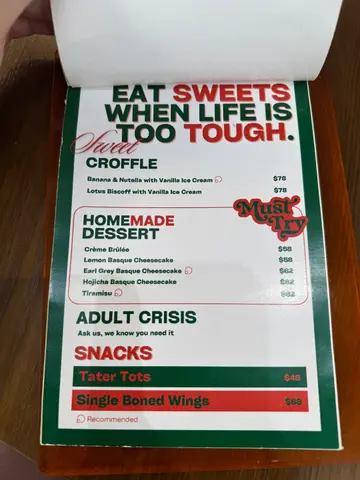 EAT SWEETS
WHEN LIFE IS
TOO TOUGH.
Sweet
CROFFLE
Banana & Nutella with Vanilla Ice Cream $78
Lotus Biscoff with Vanilla Ice Cream $78
Must Try
HOMEMADE
DESSERT
Crème Brûlée $58
Lemon Basque Cheesecake $58
Earl Grey Basque Cheesecake $62
Hojicha Basque Cheesecake $62
Tiramisu $62
ADULT CRISIS
Ask us, we know you need it
SNACKS
Tater Tots $48
Single Boned Wings $68
Recommended